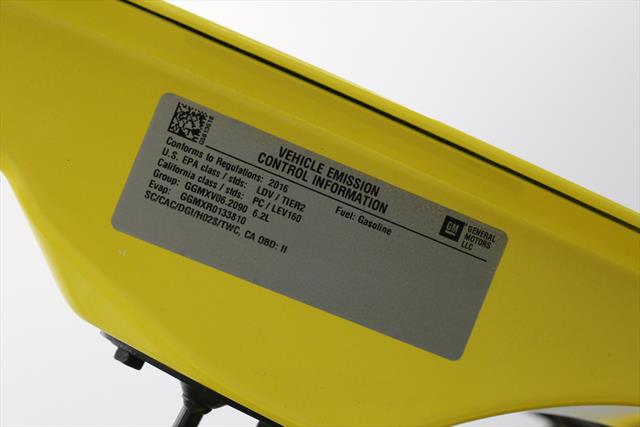 VEHICLE EMISSION
CONTROL INFORMATION
Conforms to Regulations: 2016
U.S. EPA class / stds: LDV / TIER2 Fuel: Gasoline
California class / stds: PC / LEV160
Group: GGMXV06.2090 6.2L
Evap: GGMXR0133810
SC/CAC/DGI/HO2S/TWC, CA OBD: II
GM
GENERAL
MOTORS
LLC